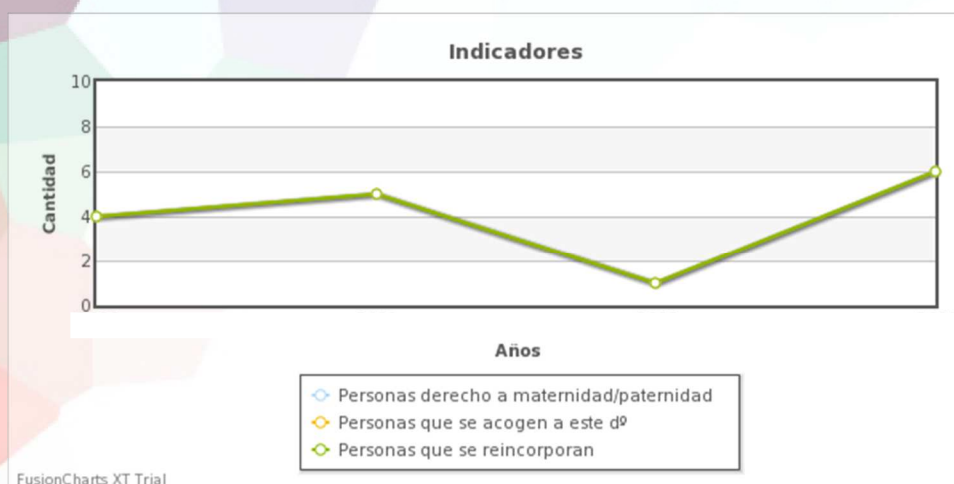 Indicadores
10
8
6
4
2
0
Cantidad
Años
Personas derecho a maternidad/paternidad
Personas que se acogen a este dº
Personas que se reincorporan
FusionCharts XT Trial